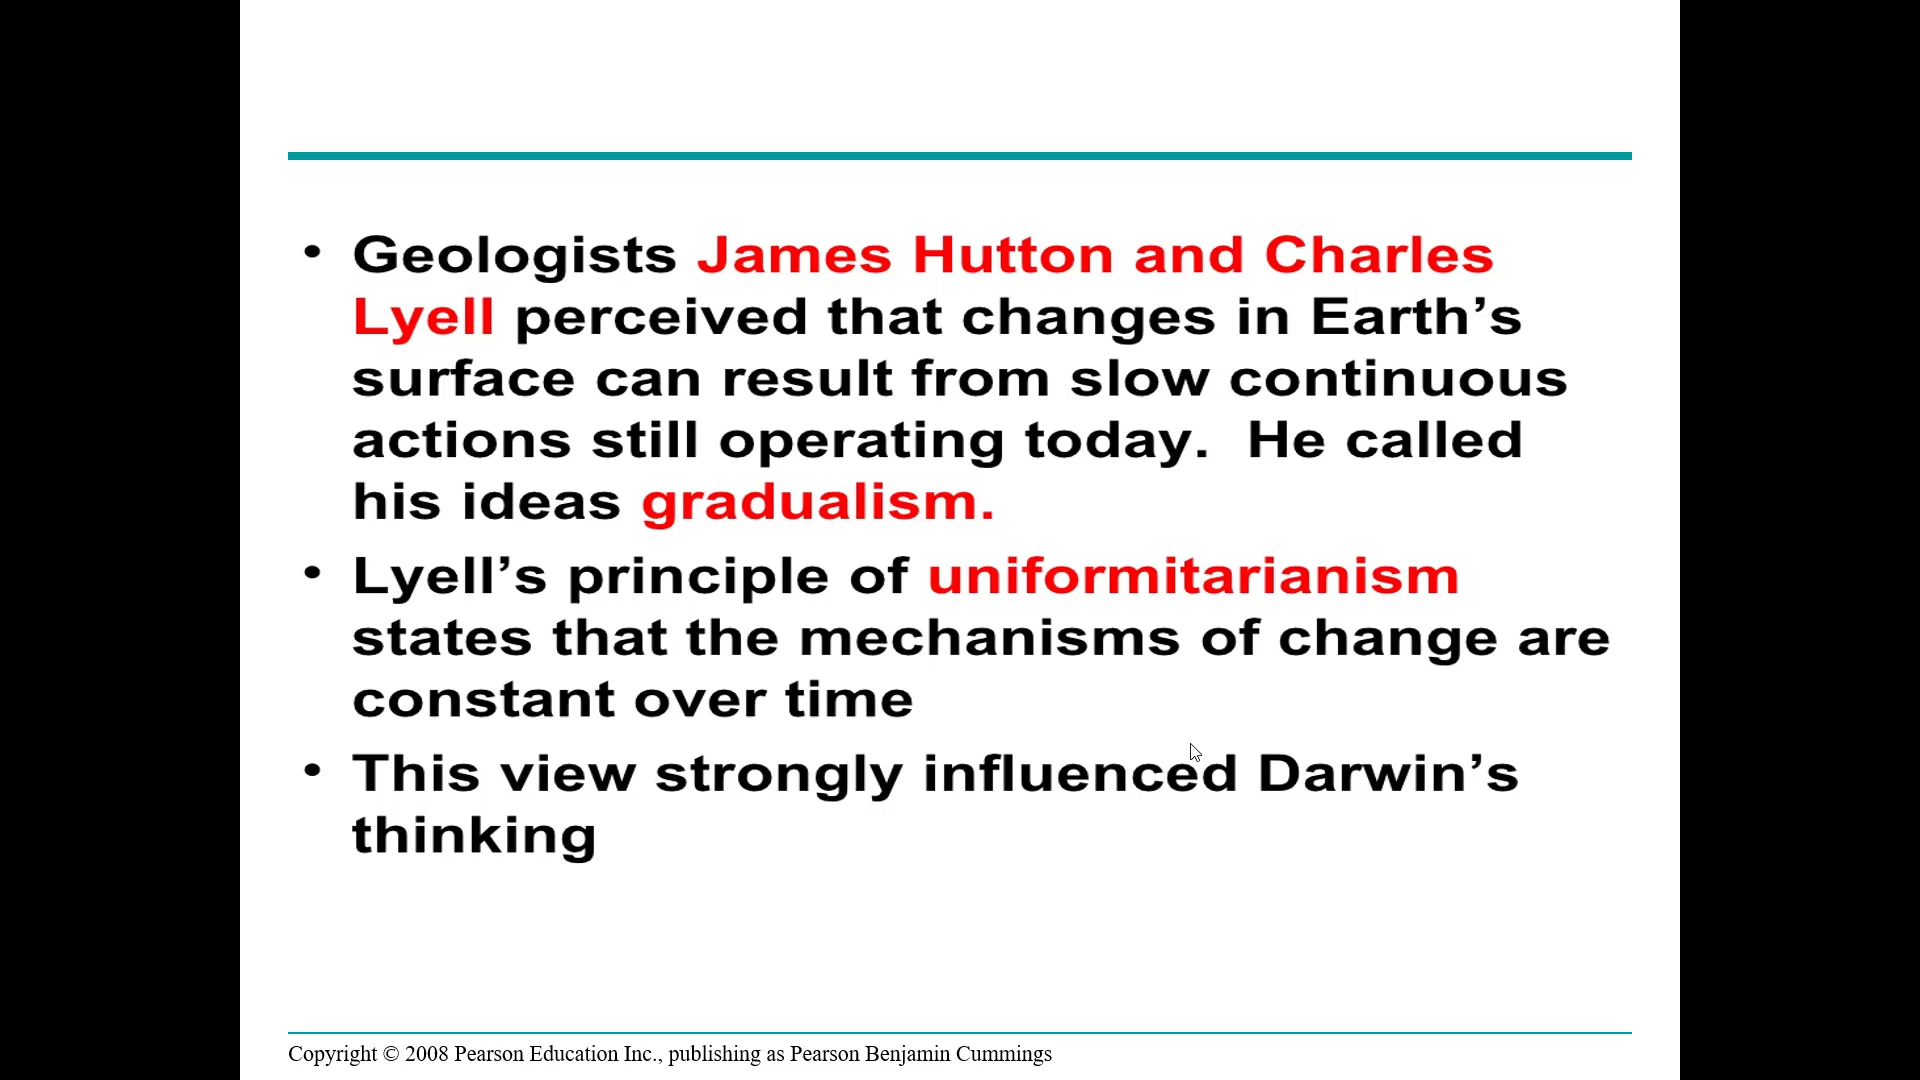 • Geologists James Hutton and Charles
Lyell perceived that changes in Earth’s
surface can result from slow continuous
actions still operating today.  He called
his ideas gradualism.
• Lyell’s principle of uniformitarianism
states that the mechanisms of change are
constant over time
• This view strongly influenced Darwin’s
thinking
Copyright © 2008 Pearson Education Inc., publishing as Pearson Benjamin Cummings